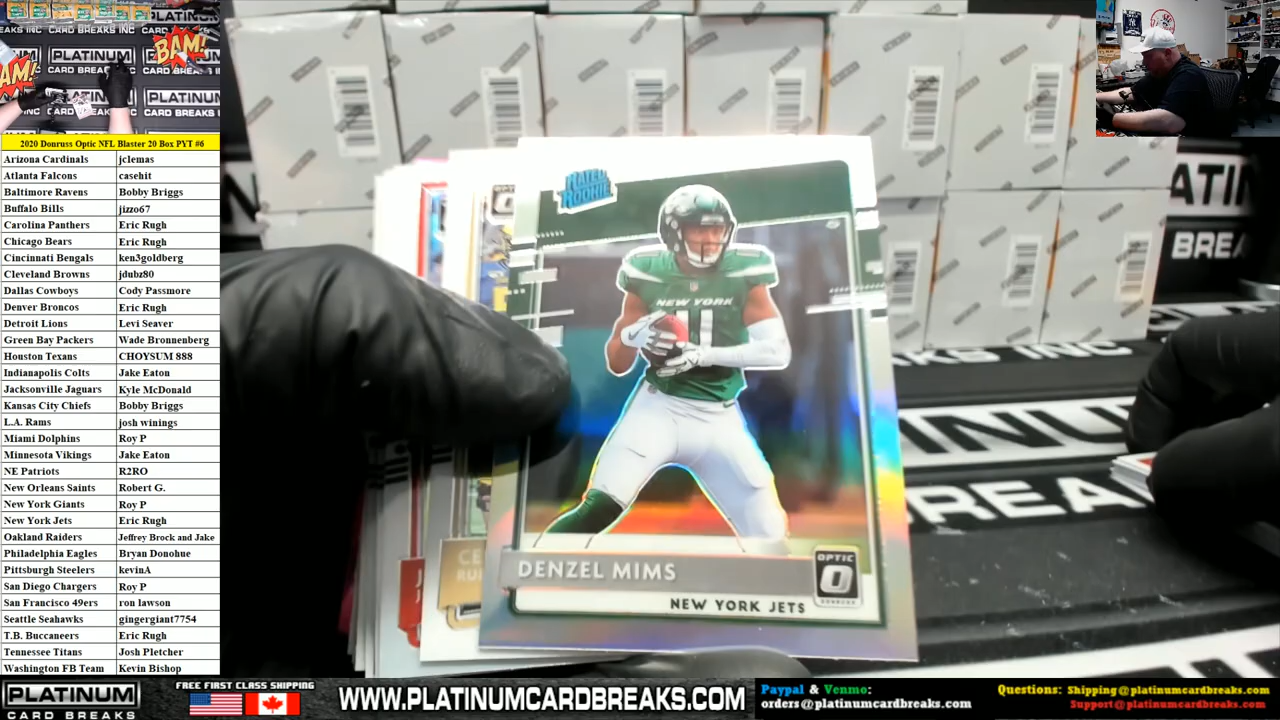 BAM!
PLATINUM
CARD BREAKS INC
2020 Donruss Optic NFL Blaster 20 Box PYT #6
Arizona Cardinals jclemas
Atlanta Falcons casehit
Baltimore Ravens Bobby Briggs
Buffalo Bills jizzo67
Carolina Panthers Eric Rugh
Chicago Bears Eric Rugh
Cincinnati Bengals ken3goldberg
Cleveland Browns jdubz80
Dallas Cowboys Cody Passmore
Denver Broncos Eric Rugh
Detroit Lions Levi Seaver
Green Bay Packers Wade Bronnenberg
Houston Texans CHOYSUM 888
Indianapolis Colts Jake Eaton
Jacksonville Jaguars Kyle McDonald
Kansas City Chiefs Bobby Briggs
L.A. Rams josh winings
Miami Dolphins Roy P
Minnesota Vikings Jake Eaton
NE Patriots R2RO
New Orleans Saints Robert G.
New York Giants Roy P
New York Jets Eric Rugh
Oakland Raiders Jeffrey Brock and Jake
Philadelphia Eagles Bryan Donohue
Pittsburgh Steelers kevinA
San Diego Chargers Roy P
San Francisco 49ers ron lawson
Seattle Seahawks gingergiant7754
T.B. Buccaneers Eric Rugh
Tennessee Titans Josh Pletcher
Washington FB Team Kevin Bishop
RATED
ROOKIE
NEW YORK
11
DENZEL MIMS
NEW YORK JETS
OPTIC
DONRUSS
PLATINUM
CARD BREAKS
FREE FIRST CLASS SHIPPING
WWW.PLATINUMCARDBREAKS.COM
Paypal & Venmo:
orders@platinumcardbreaks.com
Questions: Shipping@platinumcardbreaks.com
Support@platinumcardbreaks.com